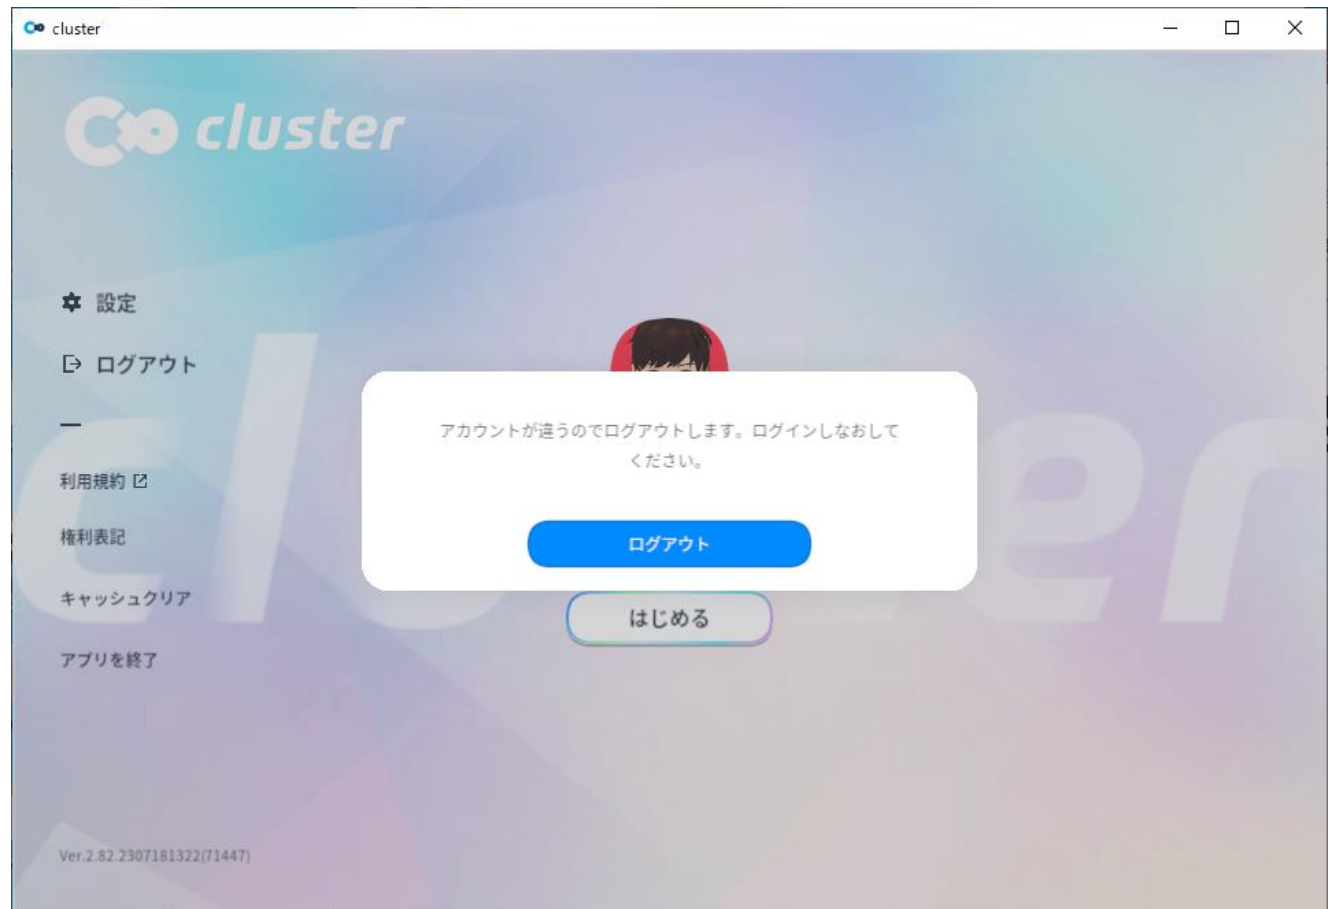 cluster
cluster
設定
ログアウト
利用規約
権利表記
キャッシュクリア
アプリを終了
アカウントが違うのでログアウトします。ログインしなおして
ください。
ログアウト
はじめる
Ver.2.82.2307181322(71447)
cluster